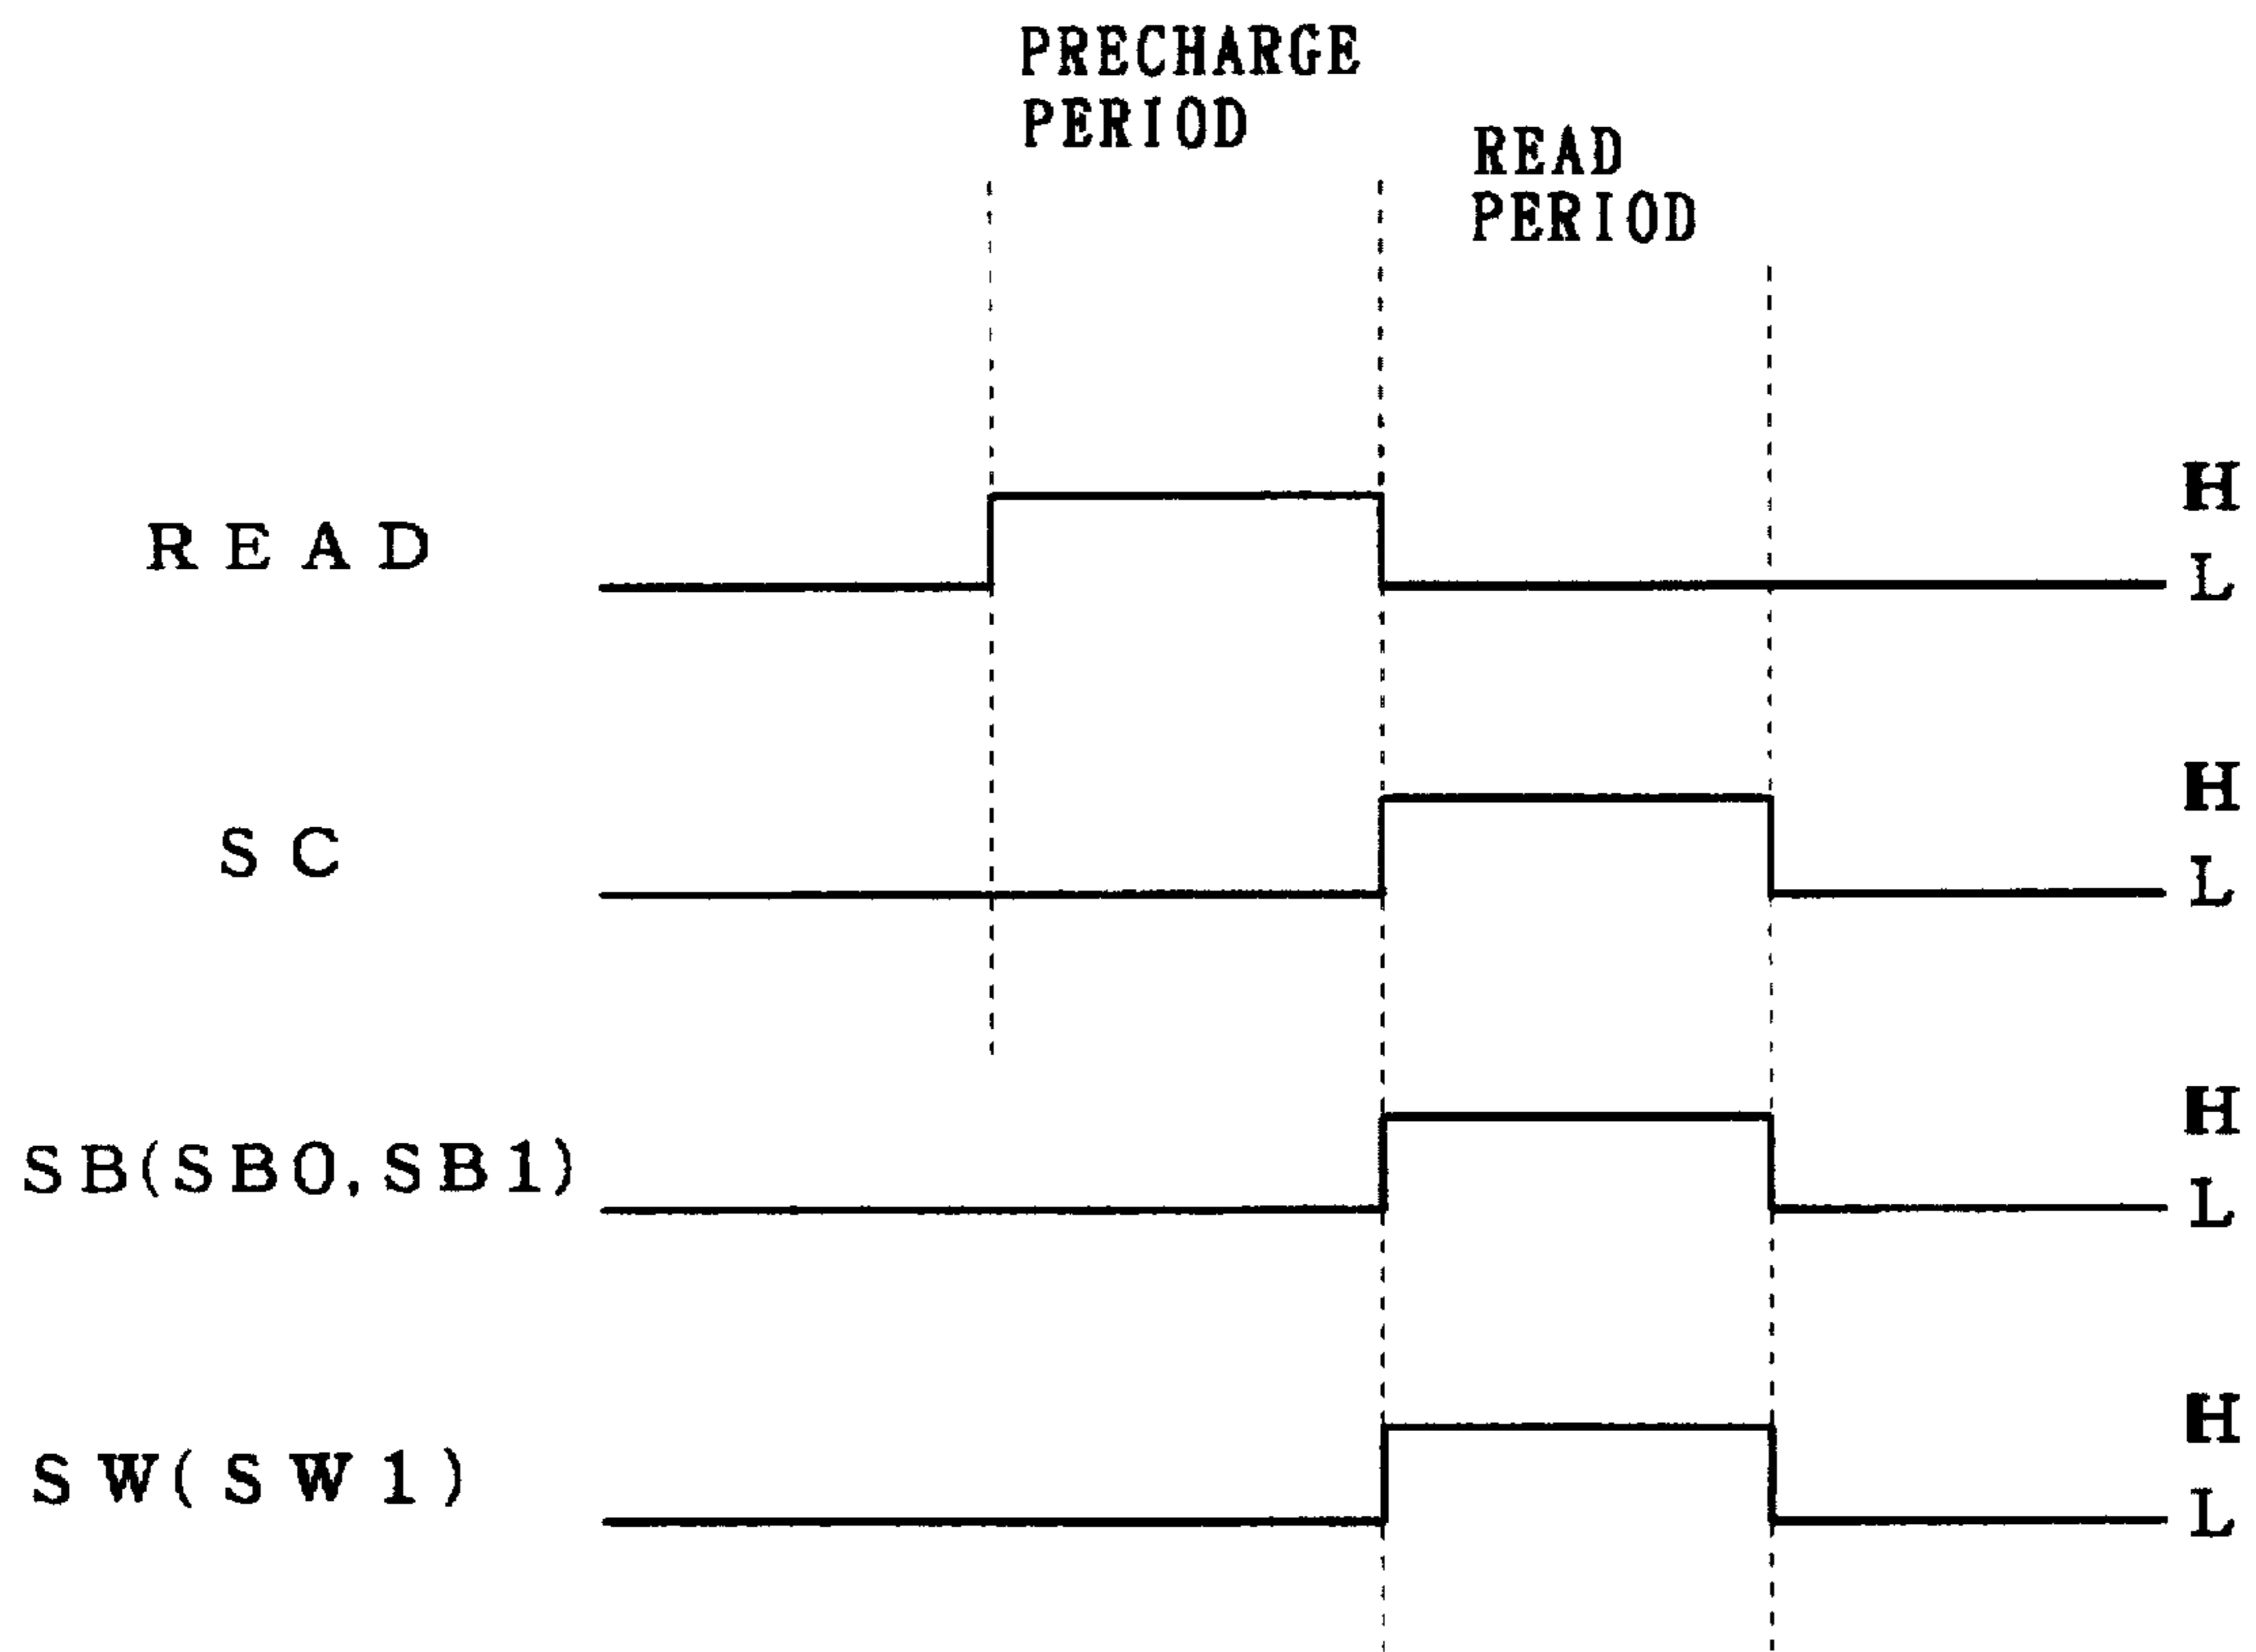 PRECHARGE
PERIOD
READ
PERIOD
READ
H
L
SC
H
L
SB(SB0,SB1)
H
L
SW(SW1)
H
L